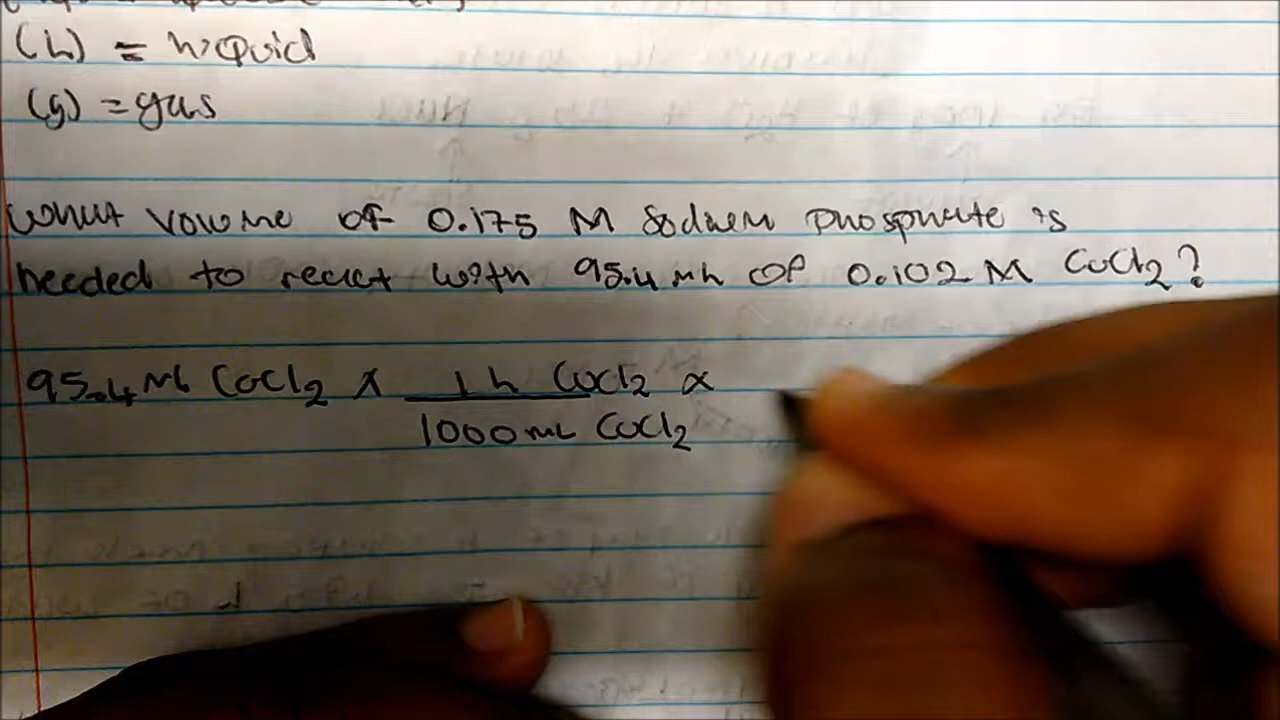 (L) = liquid
(g) = gas
What volume of 0.175 M sodium phosphate is
needed to react with 95.4 mL of 0.102 M CoCl2?
95.4 mL CoCl2 x 1 L CoCl2 x
1000 mL CoCl2